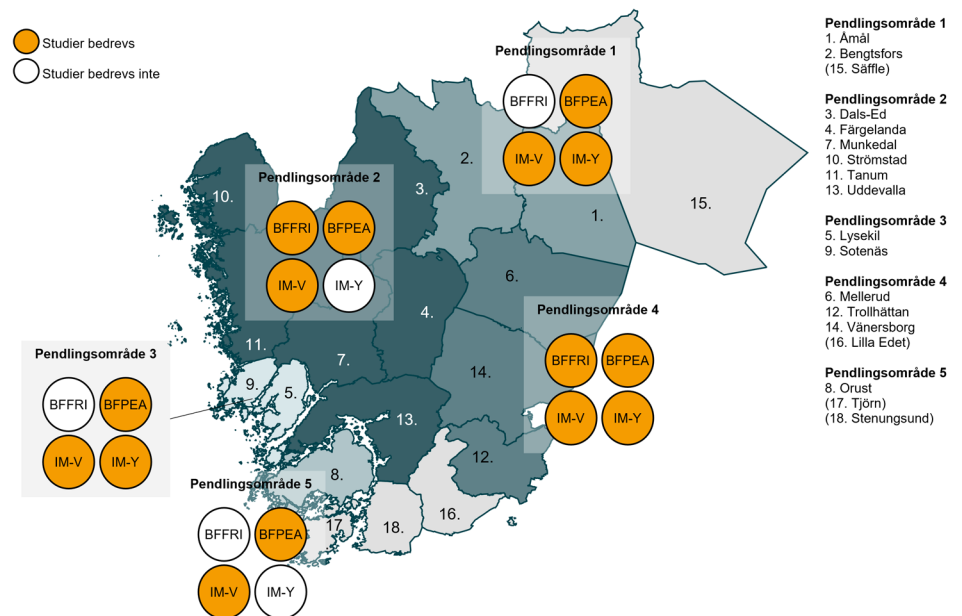 Studier bedrevs
Studier bedrevs inte
Pendlingsområde 1
BFFRI
BFPEA
IM-V
IM-Y
Pendlingsområde 2
BFFRI
BFPEA
IM-V
IM-Y
Pendlingsområde 3
BFFRI
BFPEA
IM-V
IM-Y
Pendlingsområde 4
BFFRI
BFPEA
IM-V
IM-Y
Pendlingsområde 5
BFFRI
BFPEA
IM-V
IM-Y
10.
3.
2.
1.
15.
6.
4.
11.
7.
14.
9.
5.
13.
12.
8.
17
18.
16.
Pendlingsområde 1
1. Åmål
2. Bengtsfors
(15. Säffle)
Pendlingsområde 2
3. Dals-Ed
4. Färgelanda
7. Munkedal
10. Strömstad
11. Tanum
13. Uddevalla
Pendlingsområde 3
5. Lysekil
9. Sotenäs
Pendlingsområde 4
6. Mellerud
12. Trollhättan
14. Vänersborg
(16. Lilla Edet)
Pendlingsområde 5
8. Orust
(17. Tjörn)
(18. Stenungsund)